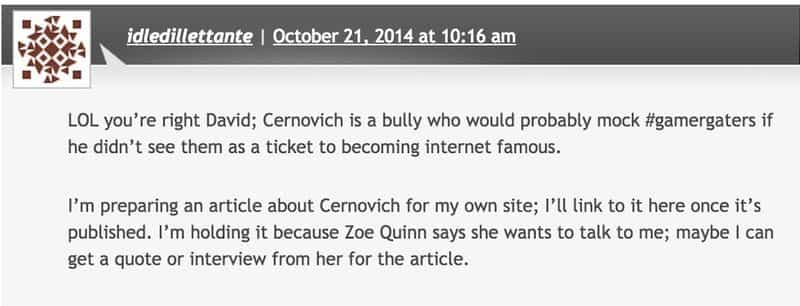 idledillettante | October 21, 2014 at 10:16 am
LOL you’re right David; Cernovich is a bully who would probably mock #gamergaters if
he didn’t see them as a ticket to becoming internet famous.
I’m preparing an article about Cernovich for my own site; I’ll link to it here once it’s
published. I’m holding it because Zoe Quinn says she wants to talk to me; maybe I can
get a quote or interview from her for the article.